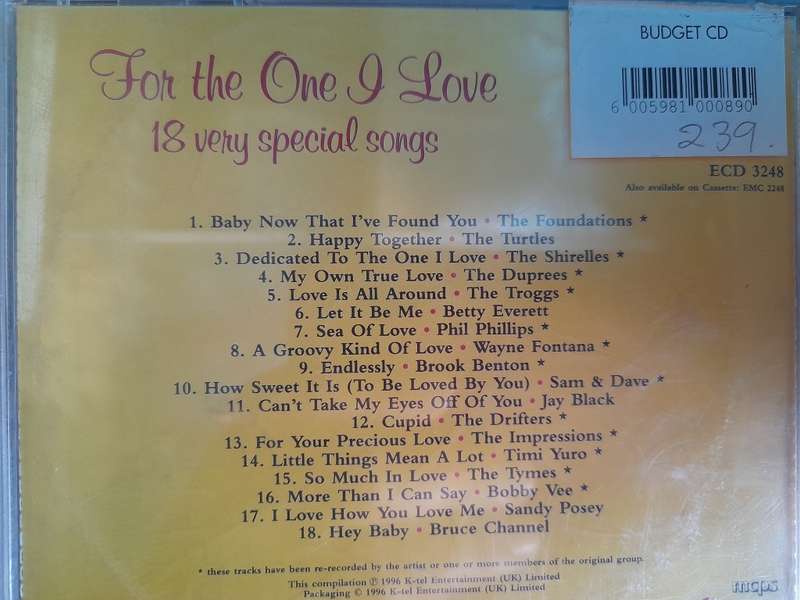 For the One I Love
18 very special songs
BUDGET CD
6 005981 000890
239.
ECD 3248
Also available on Cassette: EMC 2248
1. Baby Now That I've Found You • The Foundations *
2. Happy Together • The Turtles
3. Dedicated To The One I Love • The Shirelles *
4. My Own True Love • The Duprees *
5. Love Is All Around • The Troggs *
6. Let It Be Me • Betty Everett
7. Sea Of Love • Phil Phillips *
8. A Groovy Kind Of Love • Wayne Fontana *
9. Endlessly • Brook Benton *
10. How Sweet It Is (To Be Loved By You) • Sam & Dave *
11. Can't Take My Eyes Off Of You • Jay Black
12. Cupid • The Drifters *
13. For Your Precious Love • The Impressions *
14. Little Things Mean A Lot • Timi Yuro *
15. So Much In Love • The Tymes *
16. More Than I Can Say • Bobby Vee *
17. I Love How You Love Me • Sandy Posey
18. Hey Baby • Bruce Channel
* these tracks have been re-recorded by the artist or one or more members of the original group.
This compilation ℗ 1996 K-tel Entertainment (UK) Limited
Packaging © 1996 K-tel Entertainment (UK) Limited
mcps